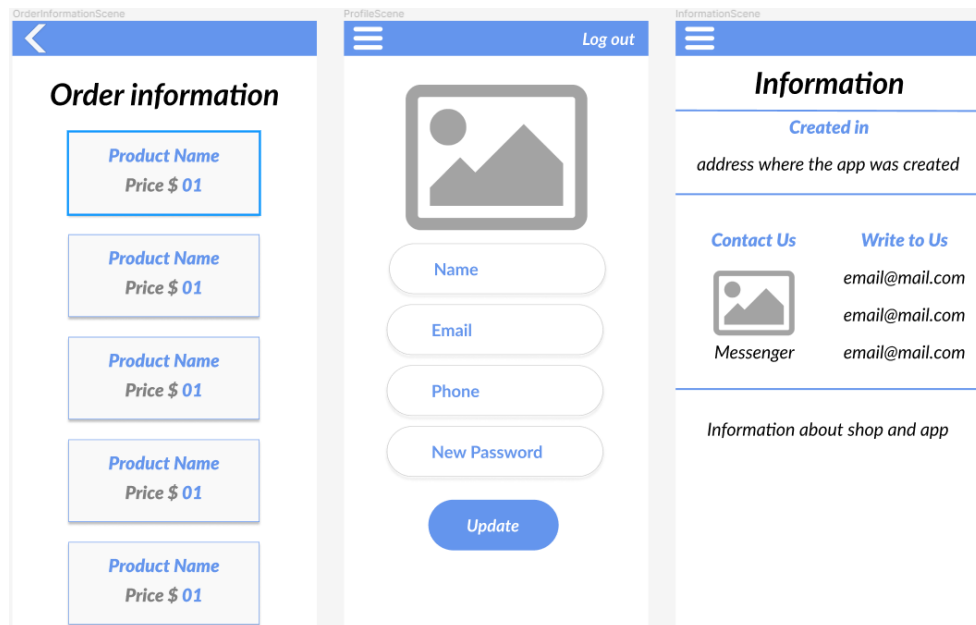 OrderInformationScene
Order information
Product Name
Price $ 01
Product Name
Price $ 01
Product Name
Price $ 01
Product Name
Price $ 01
Product Name
Price $ 01
ProfileScene
Log out
Name
Email
Phone
New Password
Update
InformationScene
Information
Created in
address where the app was created
Contact Us
Messenger
Write to Us
email@mail.com
email@mail.com
email@mail.com
Information about shop and app